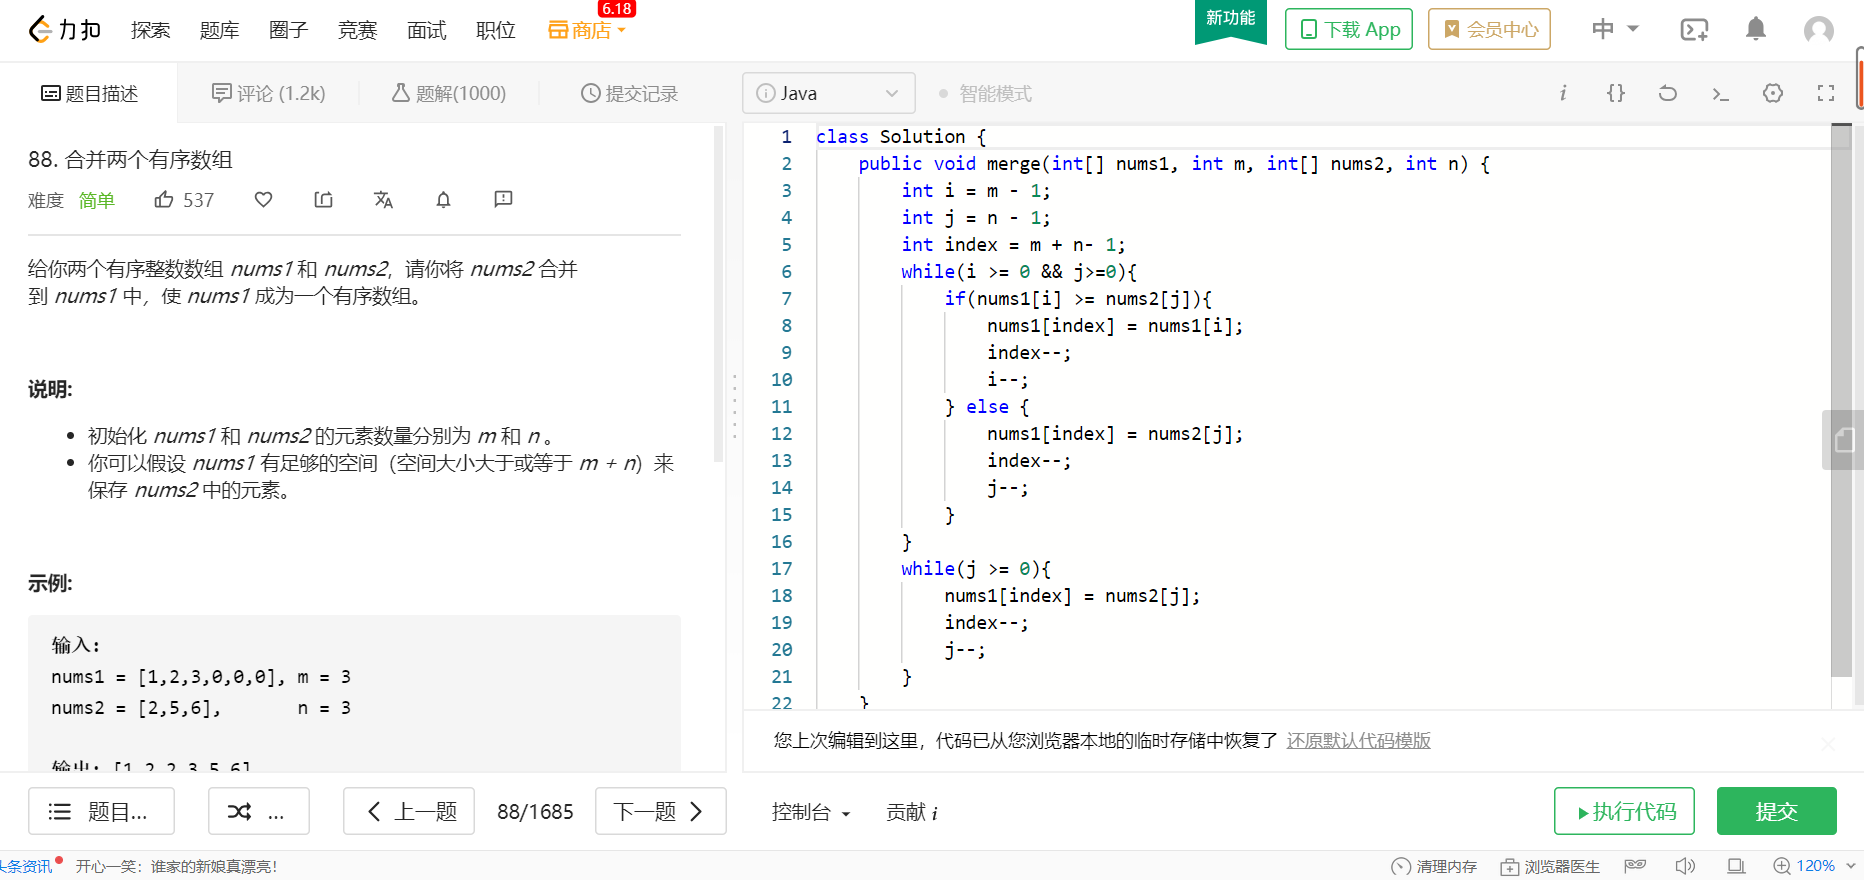 力扣 探索 题库 圈子 竞赛 面试 职位 商店 6.18 新功能 下载 App 会员中心 中
题目描述 评论 (1.2k) 题解(1000) 提交记录 Java 智能模式
88. 合并两个有序数组
难度 简单 537
给你两个有序整数数组 nums1 和 nums2，请你将 nums2 合并
到 nums1 中，使 nums1 成为一个有序数组。
说明:
初始化 nums1 和 nums2 的元素数量分别为 m 和 n 。
你可以假设 nums1 有足够的空间（空间大小大于或等于 m + n）来
保存 nums2 中的元素。
示例:
输入:
nums1 = [1,2,3,0,0,0], m = 3
nums2 = [2,5,6],       n = 3
输出: [1,2,2,3,5,6]
1 class Solution {
2     public void merge(int[] nums1, int m, int[] nums2, int n) {
3         int i = m - 1;
4         int j = n - 1;
5         int index = m + n- 1;
6         while(i >= 0 && j>=0){
7             if(nums1[i] >= nums2[j]){
8                 nums1[index] = nums1[i];
9                 index--;
10                 i--;
11             } else {
12                 nums1[index] = nums2[j];
13                 index--;
14                 j--;
15             }
16         }
17         while(j >= 0){
18             nums1[index] = nums2[j];
19             index--;
20             j--;
21         }
22     }
您上次编辑到这里，代码已从您浏览器本地的临时存储中恢复了 还原默认代码模版
题目... ... 上一题 88/1685 下一题 控制台 贡献 i 执行代码 提交
头条资讯 开心一笑：谁家的新娘真漂亮！ 清理内存 浏览器医生 120%